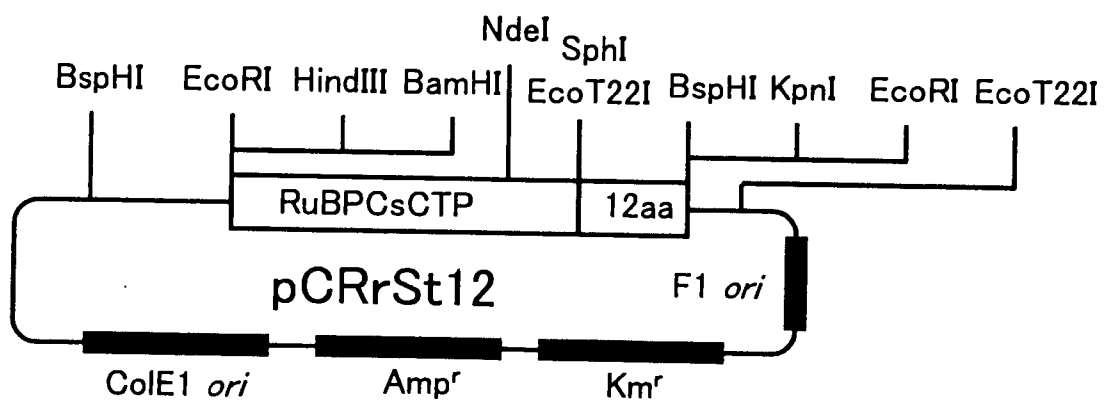 NdeI
SphI
BspHI EcoRI HindIII BamHI EcoT22I BspHI KpnI EcoRI EcoT22I
RuBPCsCTP 12aa
pCRrSt12
F1 ori
ColE1 ori Ampʳ Kmʳ